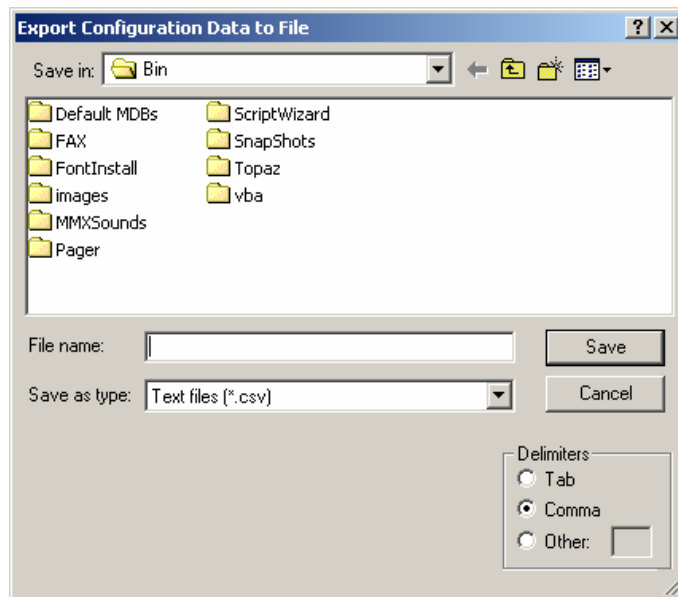 Export Configuration Data to File
Save in: Bin
Default MDBs
FAX
FontInstall
images
MMXSounds
Pager
ScriptWizard
SnapShots
Topaz
vba
File name:
Save
Save as type: Text files (*.csv)
Cancel
Delimiters
Tab
Comma
Other: